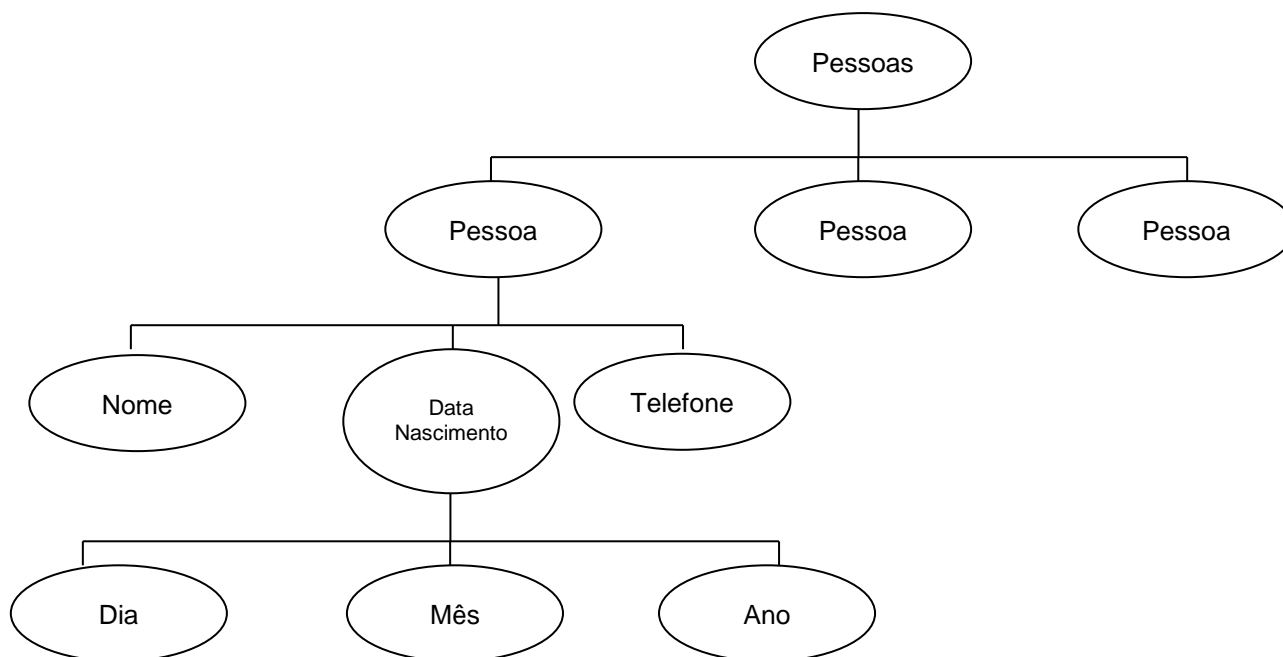 Pessoas
Pessoa
Pessoa
Pessoa
Nome
Data
Nascimento
Telefone
Dia
Mês
Ano